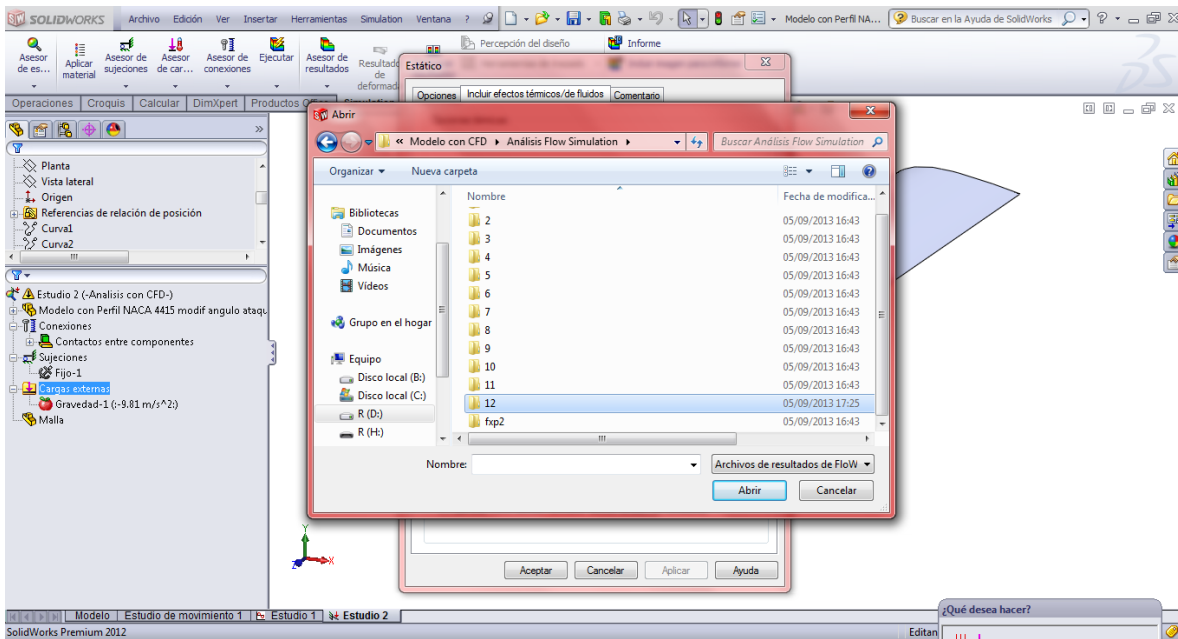 SOLIDWORKS Archivo Edición Ver Insertar Herramientas Simulation Ventana ? Modelo con Perfil NA... Buscar en la Ayuda de SolidWorks ?
Asesor de es...
Aplicar material
Asesor de sujeciones
Asesor de car...
Asesor de conexiones
Ejecutar
Asesor de resultados
Resultado de deformad
Percepción del diseño
Informe
Operaciones Croquis Calcular DimXpert Productos
Estático
Opciones Incluir efectos térmicos/de fluidos Comentario
Planta
Vista lateral
Origen
Referencias de relación de posición
Curva1
Curva2
Estudio 2 (-Analisis con CFD-)
Modelo con Perfil NACA 4415 modif angulo ataqu
Conexiones
Contactos entre componentes
Sujeciones
Fijo-1
Cargas externas
Gravedad-1 (:-9.81 m/s^2:)
Malla
Abrir
« Modelo con CFD Análisis Flow Simulation
Buscar Análisis Flow Simulation
Organizar Nueva carpeta
Bibliotecas
Documentos
Imágenes
Música
Vídeos
Grupo en el hogar
Equipo
Disco local (B:)
Disco local (C:)
R (D:)
R (H:)
Nombre Fecha de modifica...
2 05/09/2013 16:43
3 05/09/2013 16:43
4 05/09/2013 16:43
5 05/09/2013 16:43
6 05/09/2013 16:43
7 05/09/2013 16:43
8 05/09/2013 16:43
9 05/09/2013 16:43
10 05/09/2013 16:43
11 05/09/2013 16:43
12 05/09/2013 17:25
fxp2 05/09/2013 16:43
Nombre: Archivos de resultados de FloW
Abrir Cancelar
Aceptar Cancelar Aplicar Ayuda
Y
X
Z
Modelo Estudio de movimiento 1 Estudio 1 Estudio 2
¿Qué desea hacer?
SolidWorks Premium 2012 Editan